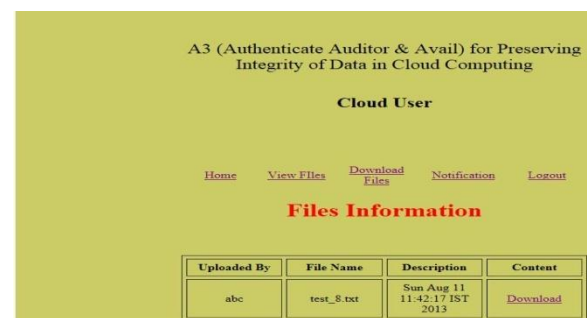 A3 (Authenticate Auditor & Avail) for Preserving
Integrity of Data in Cloud Computing
Cloud User
Home View FIles Download Files Notification Logout
Files Information
Uploaded By File Name Description Content
abc test_8.txt Sun Aug 11 11:42:17 IST 2013 Download